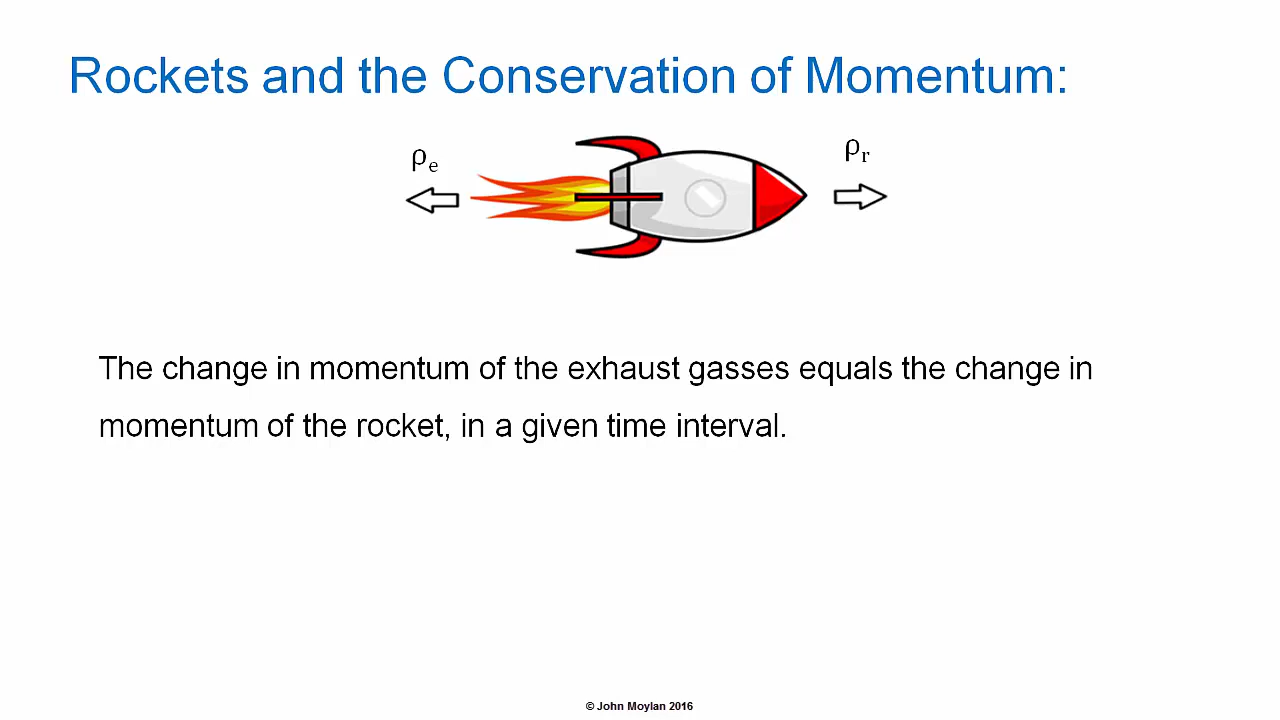 Rockets and the Conservation of Momentum:
ρe
ρr
The change in momentum of the exhaust gasses equals the change in
momentum of the rocket, in a given time interval.
© John Moylan 2016